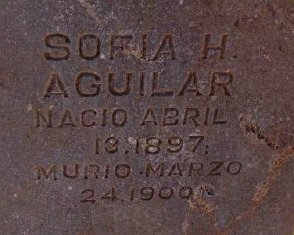 SOFIA H.
AGUILAR
NACIO ABRIL
13.1897.
MURIO-MARZO
24.1900.